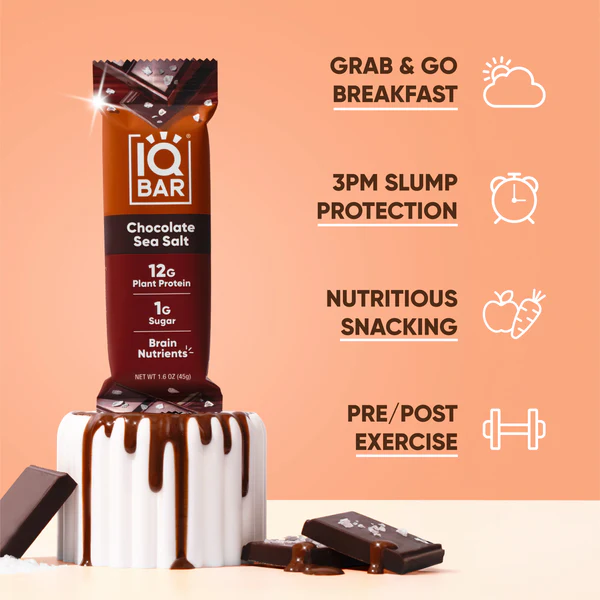 IQ
BAR
®
Chocolate
Sea Salt
12G
Plant Protein
1G
Sugar
Brain
Nutrients
NET WT 1.6 OZ (45g)
GRAB & GO
BREAKFAST
3PM SLUMP
PROTECTION
NUTRITIOUS
SNACKING
PRE/POST
EXERCISE